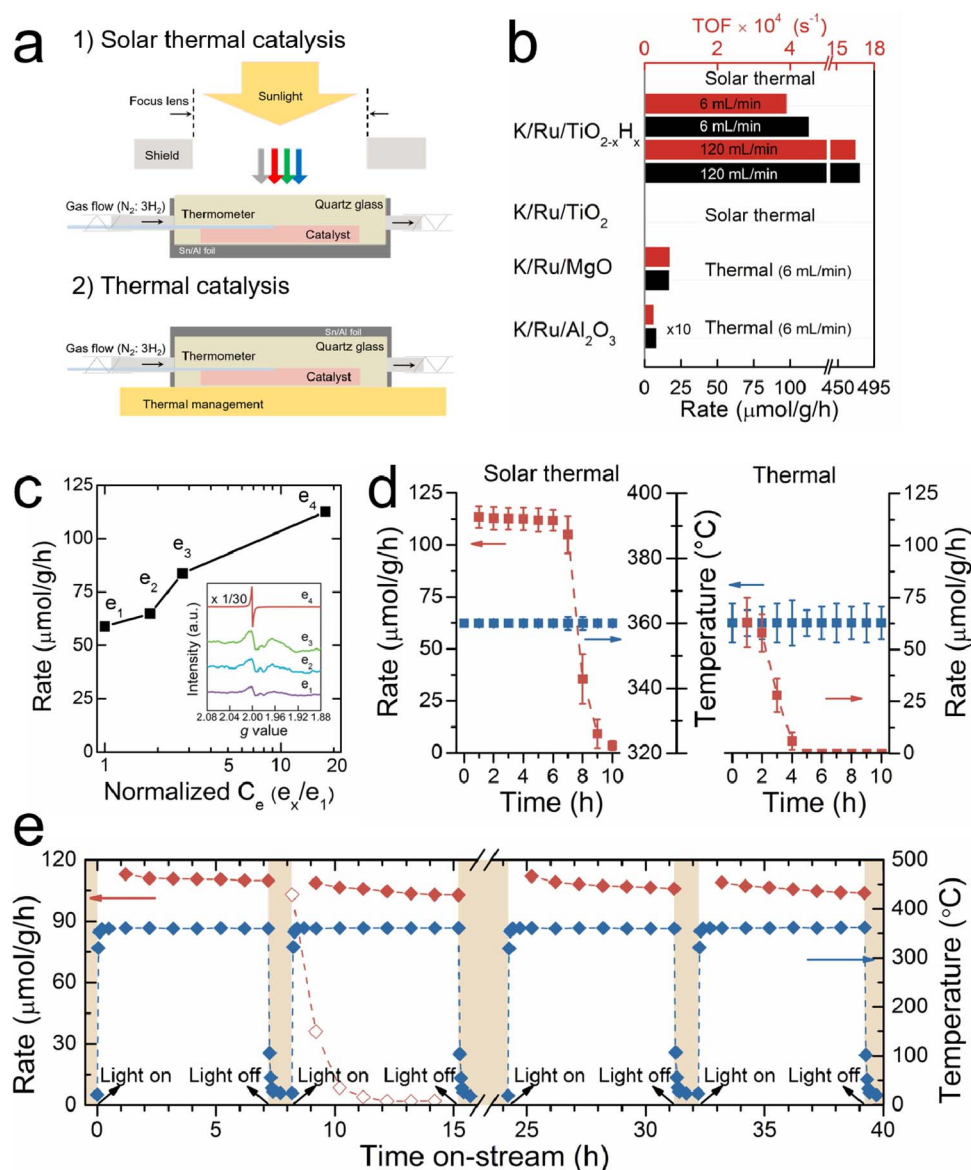 a
1) Solar thermal catalysis
Focus lens
Sunlight
Shield
Gas flow (N2: 3H2)
Thermometer
Quartz glass
Catalyst
Sn/Al foil
2) Thermal catalysis
Sn/Al foil
Gas flow (N2: 3H2)
Thermometer
Quartz glass
Catalyst
Thermal management
b
TOF × 10^4 (s^-1)
0 2 4 15 18
Solar thermal
K/Ru/TiO2-xHx
6 mL/min
6 mL/min
120 mL/min
120 mL/min
K/Ru/TiO2
Solar thermal
K/Ru/MgO
Thermal (6 mL/min)
K/Ru/Al2O3
x10
Thermal (6 mL/min)
0 25 50 75 100 450 495
Rate (μmol/g/h)
c
Rate (μmol/g/h)
125
100
75
50
25
0
e1
e2
e3
e4
x 1/30
e4
e3
e2
e1
Intensity (a.u.)
2.08 2.04 2.00 1.96 1.92 1.88
g value
1 5 10 20
Normalized Ce (ex/e1)
d
Solar thermal
Rate (μmol/g/h)
125
100
75
50
25
0
0 2 4 6 8 10
Time (h)
400
380
360
340
320
Temperature (°C)
Thermal
125
100
75
50
25
0
Rate (μmol/g/h)
0 2 4 6 8 10
Time (h)
e
Rate (μmol/g/h)
120
90
60
30
0
Light on
Light off
Light on
Light off
Light on
Light off
Light on
Light off
500
400
300
200
100
0
Temperature (°C)
0 5 10 15 25 30 35 40
Time on-stream (h)